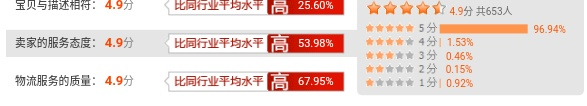 宝贝与描述相符： 4.9分 比同行业平均水平 高 25.60%
卖家的服务态度： 4.9分 比同行业平均水平 高 53.98%
物流服务的质量： 4.9分 比同行业平均水平 高 67.95%
4.9分 共653人
5 分 96.94%
4 分 1.53%
3 分 0.46%
2 分 0.15%
1 分 0.92%